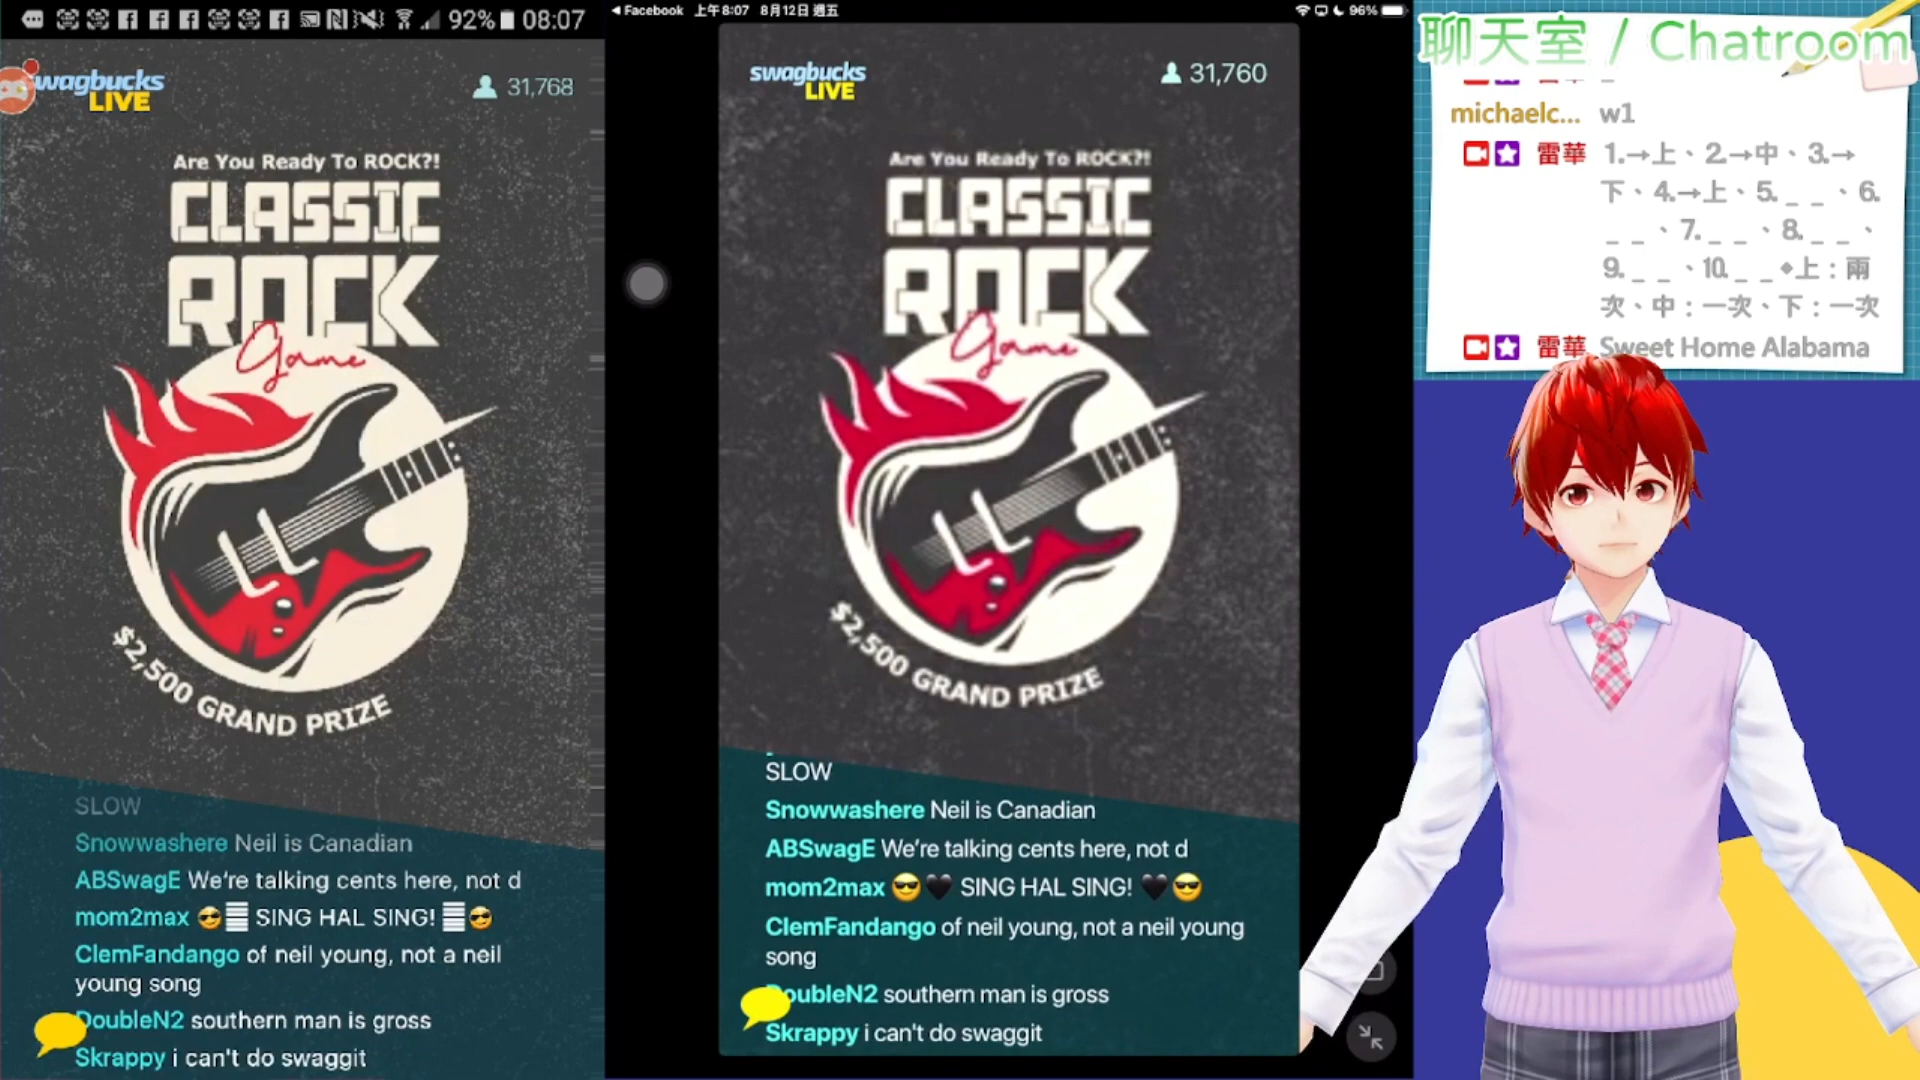 92% 08:07
swagbucks
LIVE
31,768
Are You Ready To ROCK?!
CLASSIC
ROCK
Game
$2,500 GRAND PRIZE
SLOW
Snowwashere Neil is Canadian
ABSwagE We're talking cents here, not d
mom2max 😎 SING HAL SING! 😎
ClemFandango of neil young, not a neil
young song
DoubleN2 southern man is gross
Skrappy i can't do swaggit
Facebook 上午8:07 8月12日 週五
96%
swagbucks
LIVE
31,760
Are You Ready To ROCK?!
CLASSIC
ROCK
Game
$2,500 GRAND PRIZE
SLOW
Snowwashere Neil is Canadian
ABSwagE We're talking cents here, not d
mom2max 😎🖤 SING HAL SING! 🖤😎
ClemFandango of neil young, not a neil young
song
DoubleN2 southern man is gross
Skrappy i can't do swaggit
聊天室 / Chatroom
michaelc... w1
雷華 1.→上、2.→中、3.→
下、4.→上、5._ _、6.
_ _、7._ _、8._ _、
9._ _、10._ _◆上：兩
次、中：一次、下：一次
雷華 Sweet Home Alabama